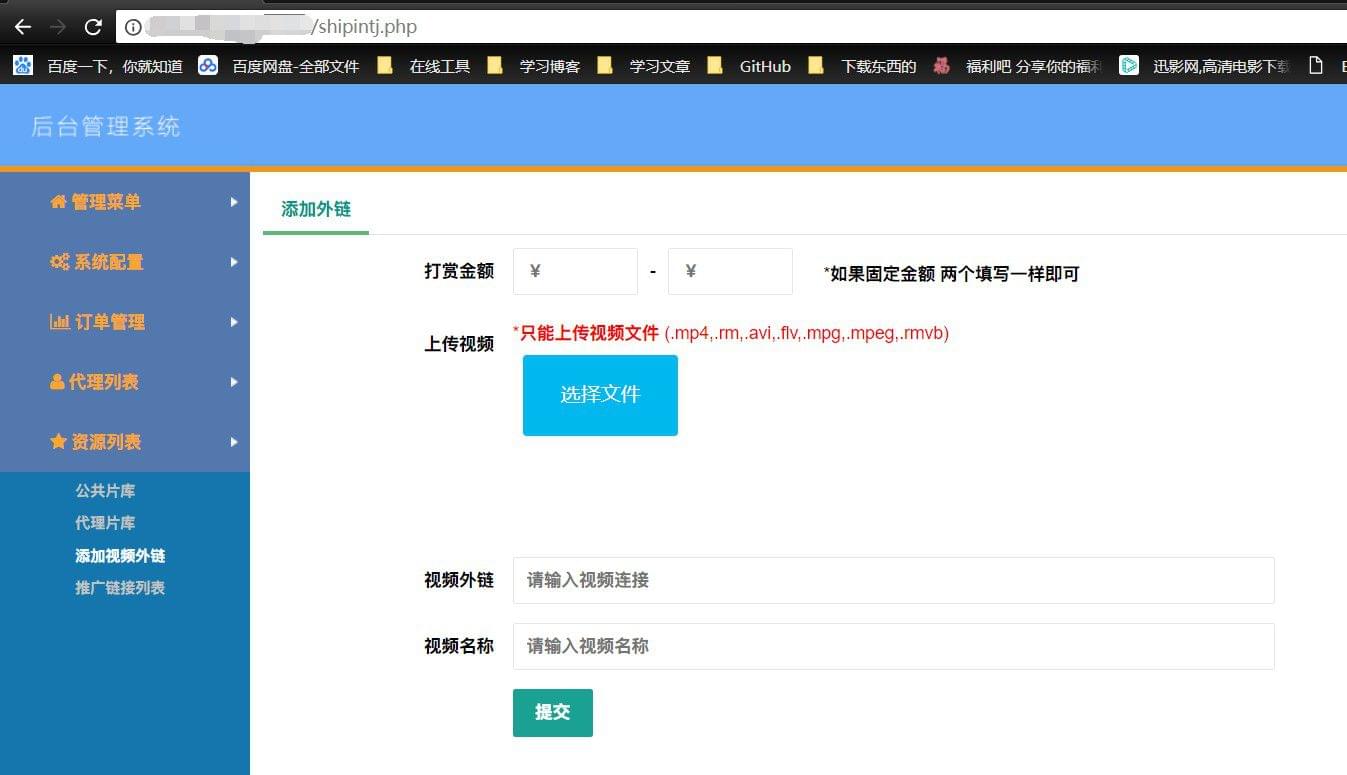 /shipintj.php
百度一下，你就知道 百度网盘-全部文件 在线工具 学习博客 学习文章 GitHub 下载东西的 福利吧 分享你的福利 迅影网,高清电影下载
后台管理系统
管理菜单
系统配置
订单管理
代理列表
资源列表
公共片库
代理片库
添加视频外链
推广链接列表
添加外链
打赏金额 ¥ - ¥ *如果固定金额 两个填写一样即可
上传视频 *只能上传视频文件 (.mp4,.rm,.avi,.flv,.mpg,.mpeg,.rmvb)
选择文件
视频外链 请输入视频连接
视频名称 请输入视频名称
提交